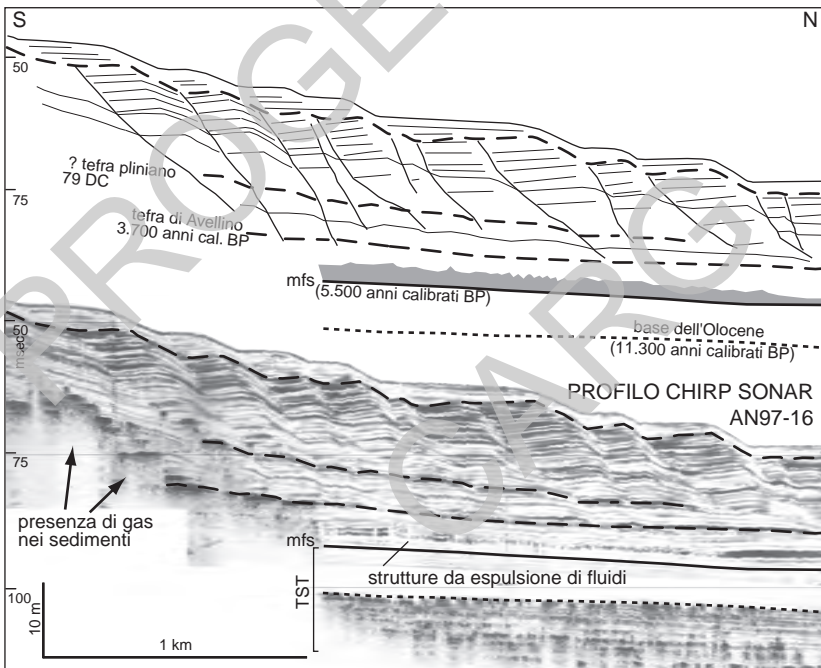 S
N
50
? tefra pliniano
79 DC
75
tefra di Avellino
3.700 anni cal. BP
mfs
(5.500 anni calibrati BP)
50
msec
base dell'Olocene
(11.300 anni calibrati BP)
PROFILO CHIRP SONAR
AN97-16
75
presenza di gas
nei sedimenti
mfs
strutture da espulsione di fluidi
TST
100
10 m
1 km
PROGETTO
CARG